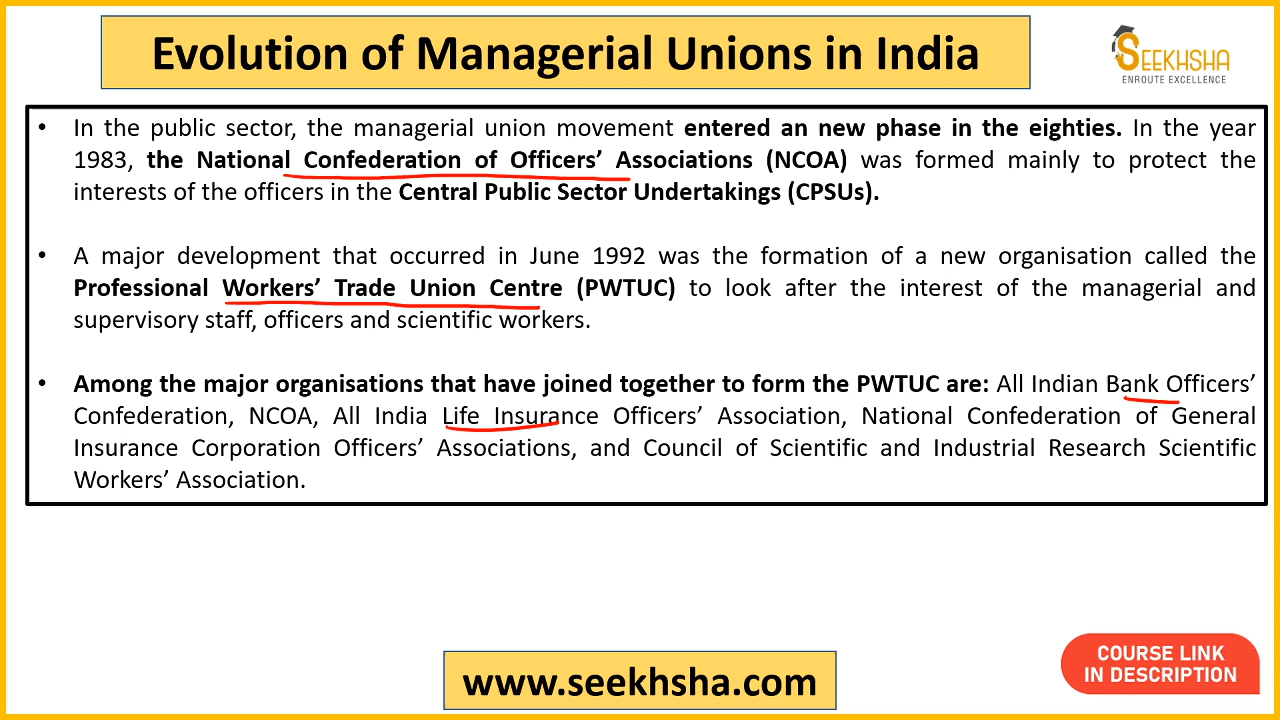 Evolution of Managerial Unions in India
SEEKHSHA
ENROUTE EXCELLENCE
• In the public sector, the managerial union movement entered an new phase in the eighties. In the year
1983, the National Confederation of Officers’ Associations (NCOA) was formed mainly to protect the
interests of the officers in the Central Public Sector Undertakings (CPSUs).
• A major development that occurred in June 1992 was the formation of a new organisation called the
Professional Workers’ Trade Union Centre (PWTUC) to look after the interest of the managerial and
supervisory staff, officers and scientific workers.
• Among the major organisations that have joined together to form the PWTUC are: All Indian Bank Officers’
Confederation, NCOA, All India Life Insurance Officers’ Association, National Confederation of General
Insurance Corporation Officers’ Associations, and Council of Scientific and Industrial Research Scientific
Workers’ Association.
COURSE LINK
IN DESCRIPTION
www.seekhsha.com